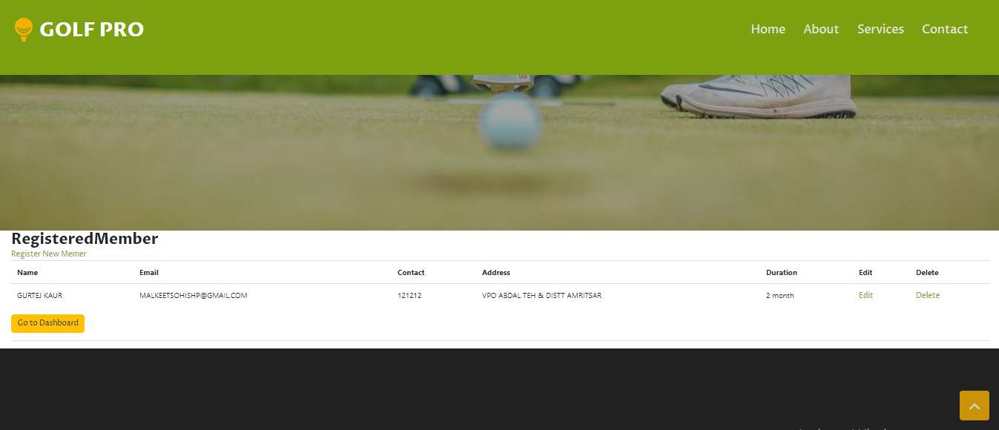 GOLF PRO
Home About Services Contact
RegisteredMember
Register New Memer
Name Email Contact Address Duration Edit Delete
GURTEJ KAUR MALKEETSOHISHP@GMAIL.COM 121212 VPO ABDAL TEH & DISTT AMRITSAR 2 month Edit Delete
Go to Dashboard